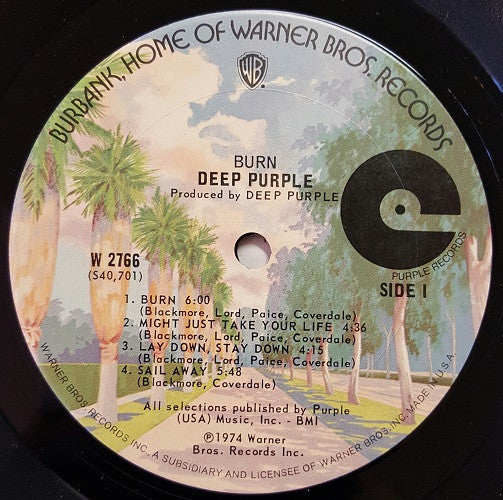 BURBANK, HOME OF WARNER BROS. RECORDS
WB
BURN
DEEP PURPLE
Produced by DEEP PURPLE
PURPLE RECORDS
W 2766
(S40,701)
SIDE I
1. BURN 6:00
(Blackmore, Lord, Paice, Coverdale)
2. MIGHT JUST TAKE YOUR LIFE 4:36
(Blackmore, Lord, Paice, Coverdale)
3. LAY DOWN, STAY DOWN 4:15
(Blackmore, Lord, Paice, Coverdale)
4. SAIL AWAY 5:48
(Blackmore, Coverdale)
All selections published by Purple
(USA) Music, Inc. - BMI
℗1974 Warner
Bros. Records Inc.
WARNER BROS. RECORDS INC., A SUBSIDIARY AND LICENSEE OF WARNER BROS. INC. MADE IN U.S.A.